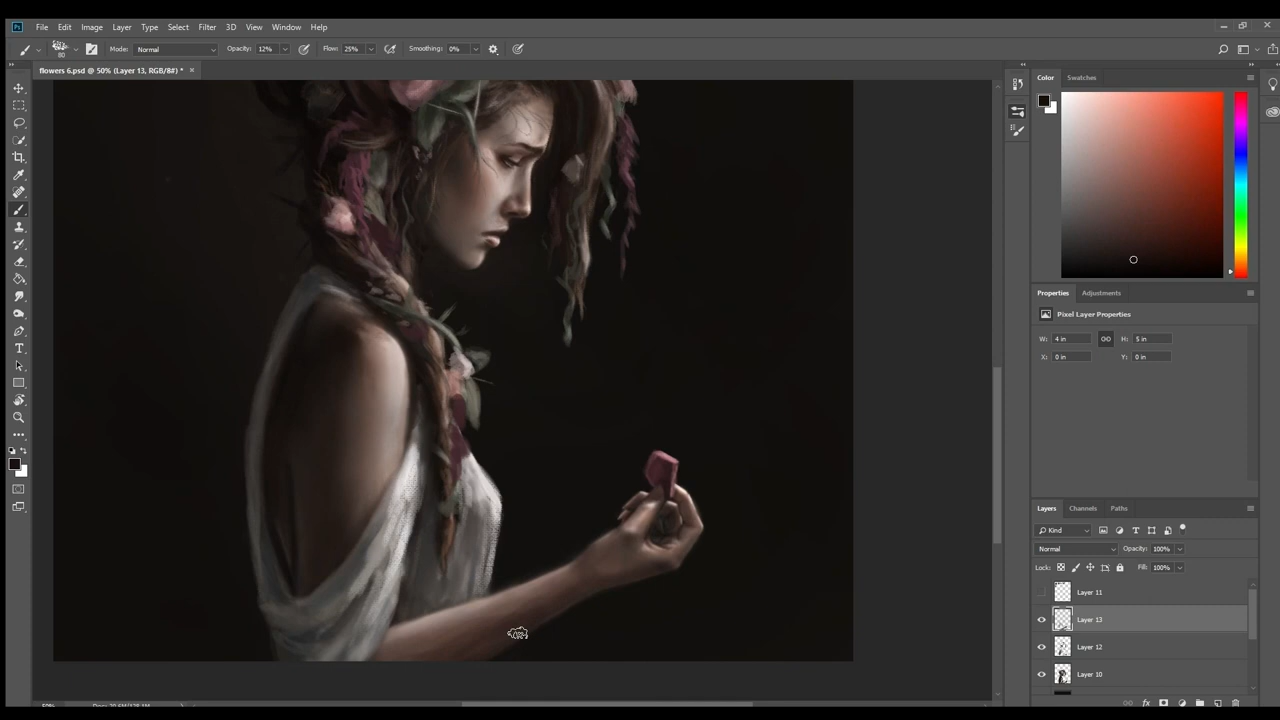 Ps File Edit Image Layer Type Select Filter 3D View Window Help
80 Mode: Normal Opacity: 12% Flow: 25% Smoothing: 0%
flowers 6.psd @ 50% (Layer 13, RGB/8#) *
Color Swatches
Properties Adjustments
Pixel Layer Properties
W: 4 in H: 5 in
X: 0 in Y: 0 in
Layers Channels Paths
Kind
Normal Opacity: 100%
Lock: Fill: 100%
Layer 11
Layer 13
Layer 12
Layer 10